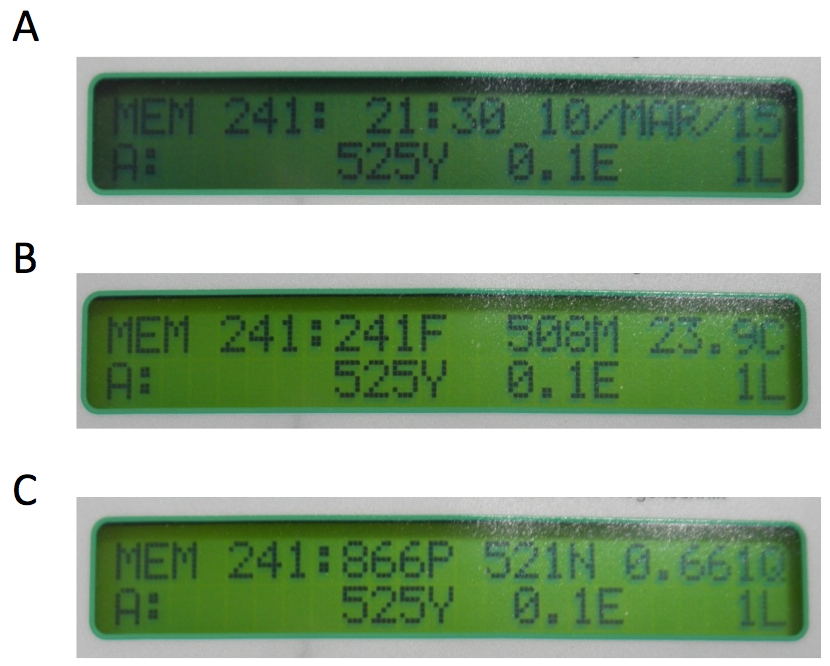 A
MEM 241: 21:30 10/MAR/15
A: 525Y 0.1E 1L
B
MEM 241:241F 508M 23.9C
A: 525Y 0.1E 1L
C
MEM 241:866P 521N 0.661Q
A: 525Y 0.1E 1L